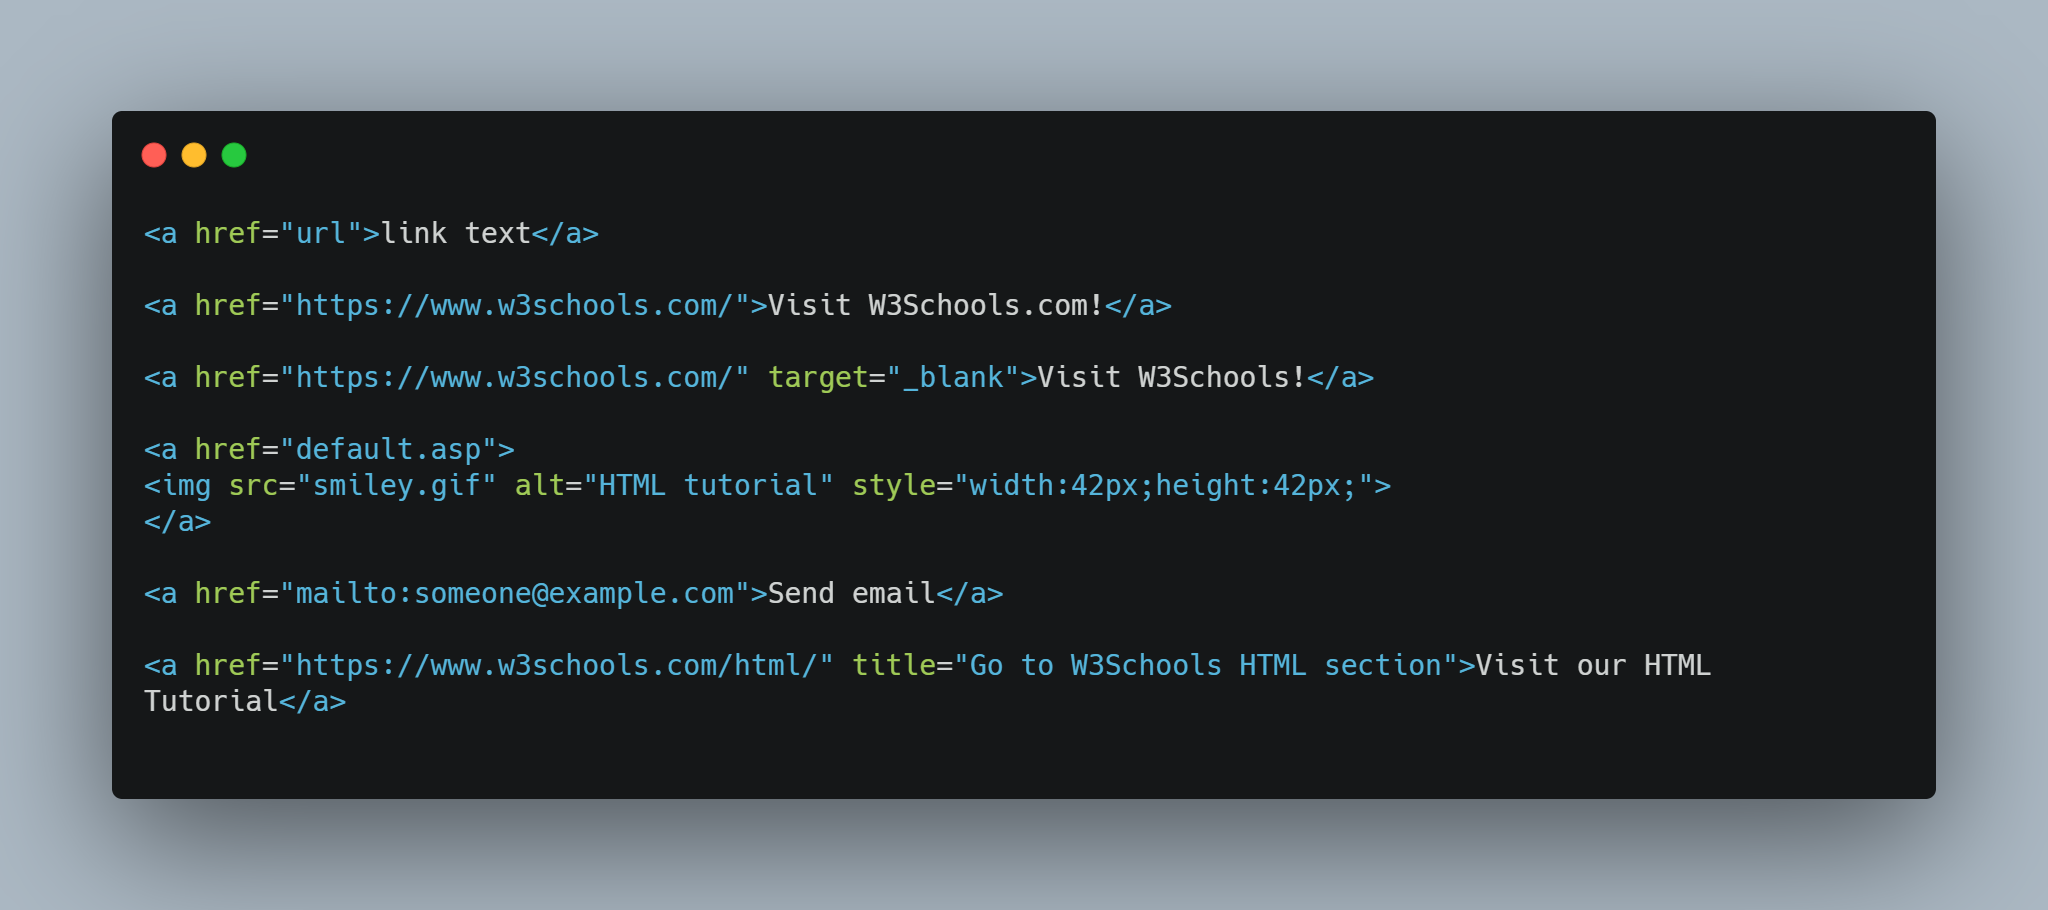 <a href="url">link text</a>
<a href="https://www.w3schools.com/">Visit W3Schools.com!</a>
<a href="https://www.w3schools.com/" target="_blank">Visit W3Schools!</a>
<a href="default.asp">
<img src="smiley.gif" alt="HTML tutorial" style="width:42px;height:42px;">
</a>
<a href="mailto:someone@example.com">Send email</a>
<a href="https://www.w3schools.com/html/" title="Go to W3Schools HTML section">Visit our HTML
Tutorial</a>